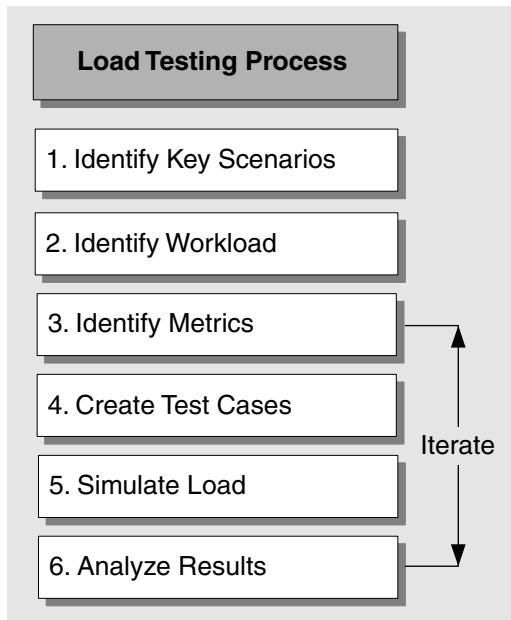 Load Testing Process
1. Identify Key Scenarios
2. Identify Workload
3. Identify Metrics
4. Create Test Cases
Iterate
5. Simulate Load
6. Analyze Results